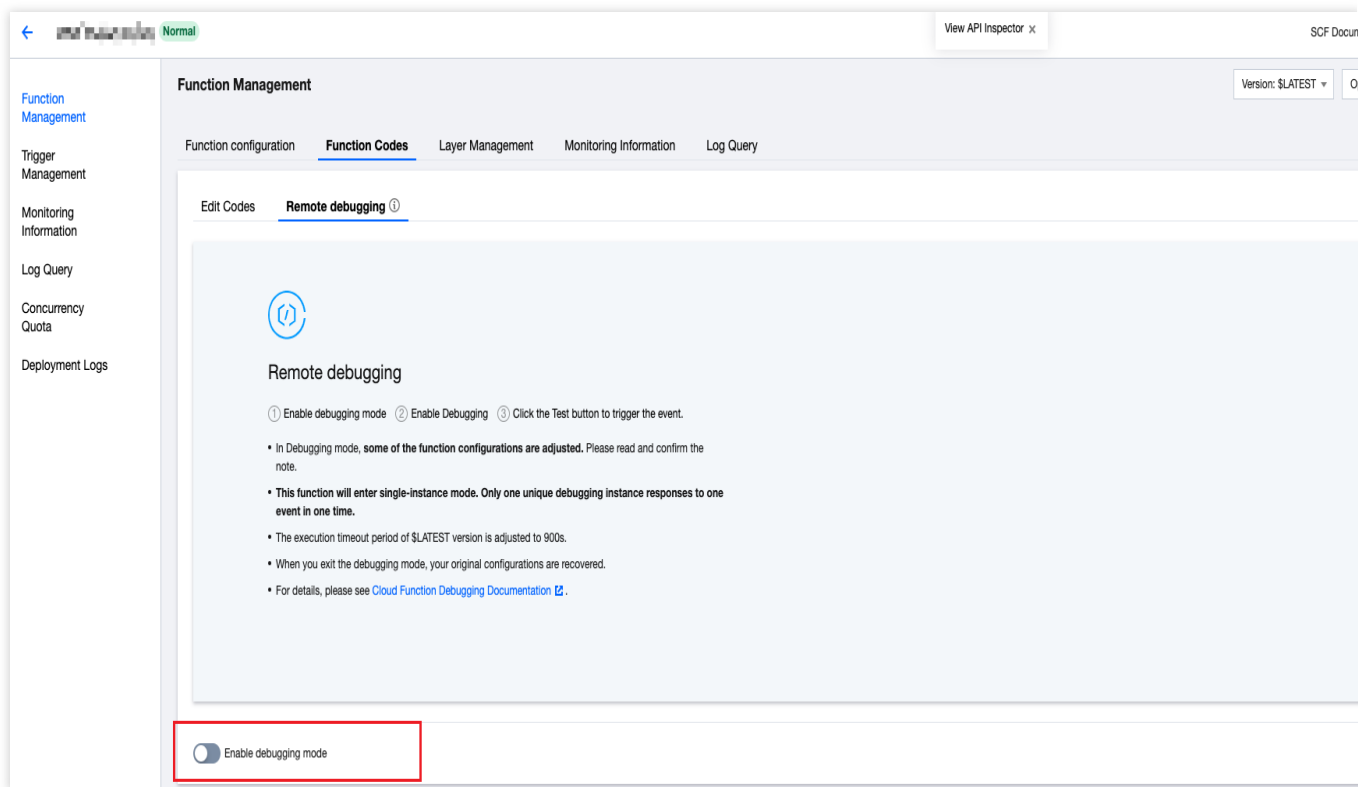 Normal
View API Inspector x
SCF Docum
Function
Management
Trigger
Management
Monitoring
Information
Log Query
Concurrency
Quota
Deployment Logs
Function Management
Version: $LATEST
Function configuration Function Codes Layer Management Monitoring Information Log Query
Edit Codes Remote debugging
Remote debugging
1 Enable debugging mode 2 Enable Debugging 3 Click the Test button to trigger the event.
• In Debugging mode, some of the function configurations are adjusted. Please read and confirm the
note.
• This function will enter single-instance mode. Only one unique debugging instance responses to one
event in one time.
• The execution timeout period of $LATEST version is adjusted to 900s.
• When you exit the debugging mode, your original configurations are recovered.
• For details, please see Cloud Function Debugging Documentation .
Enable debugging mode